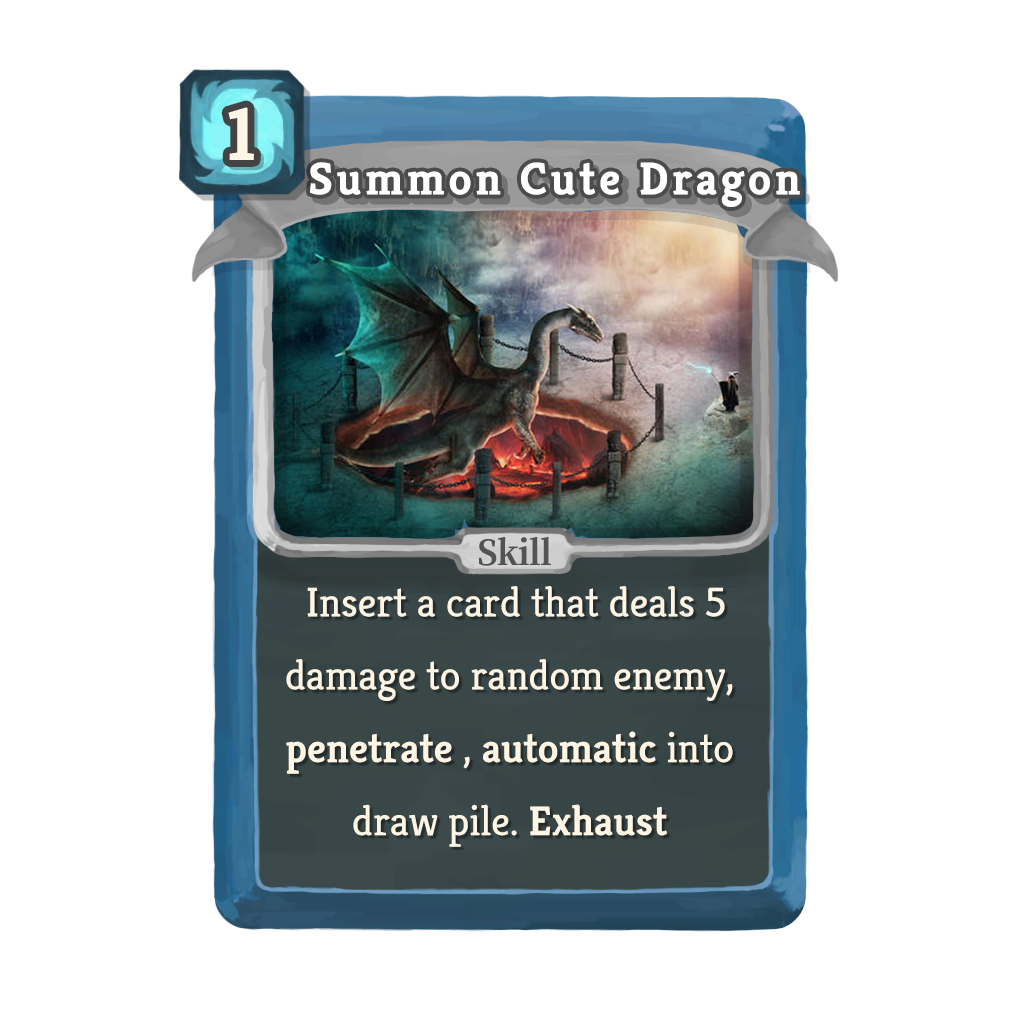 1
Summon Cute Dragon
Skill
Insert a card that deals 5
damage to random enemy,
penetrate , automatic into
draw pile. Exhaust